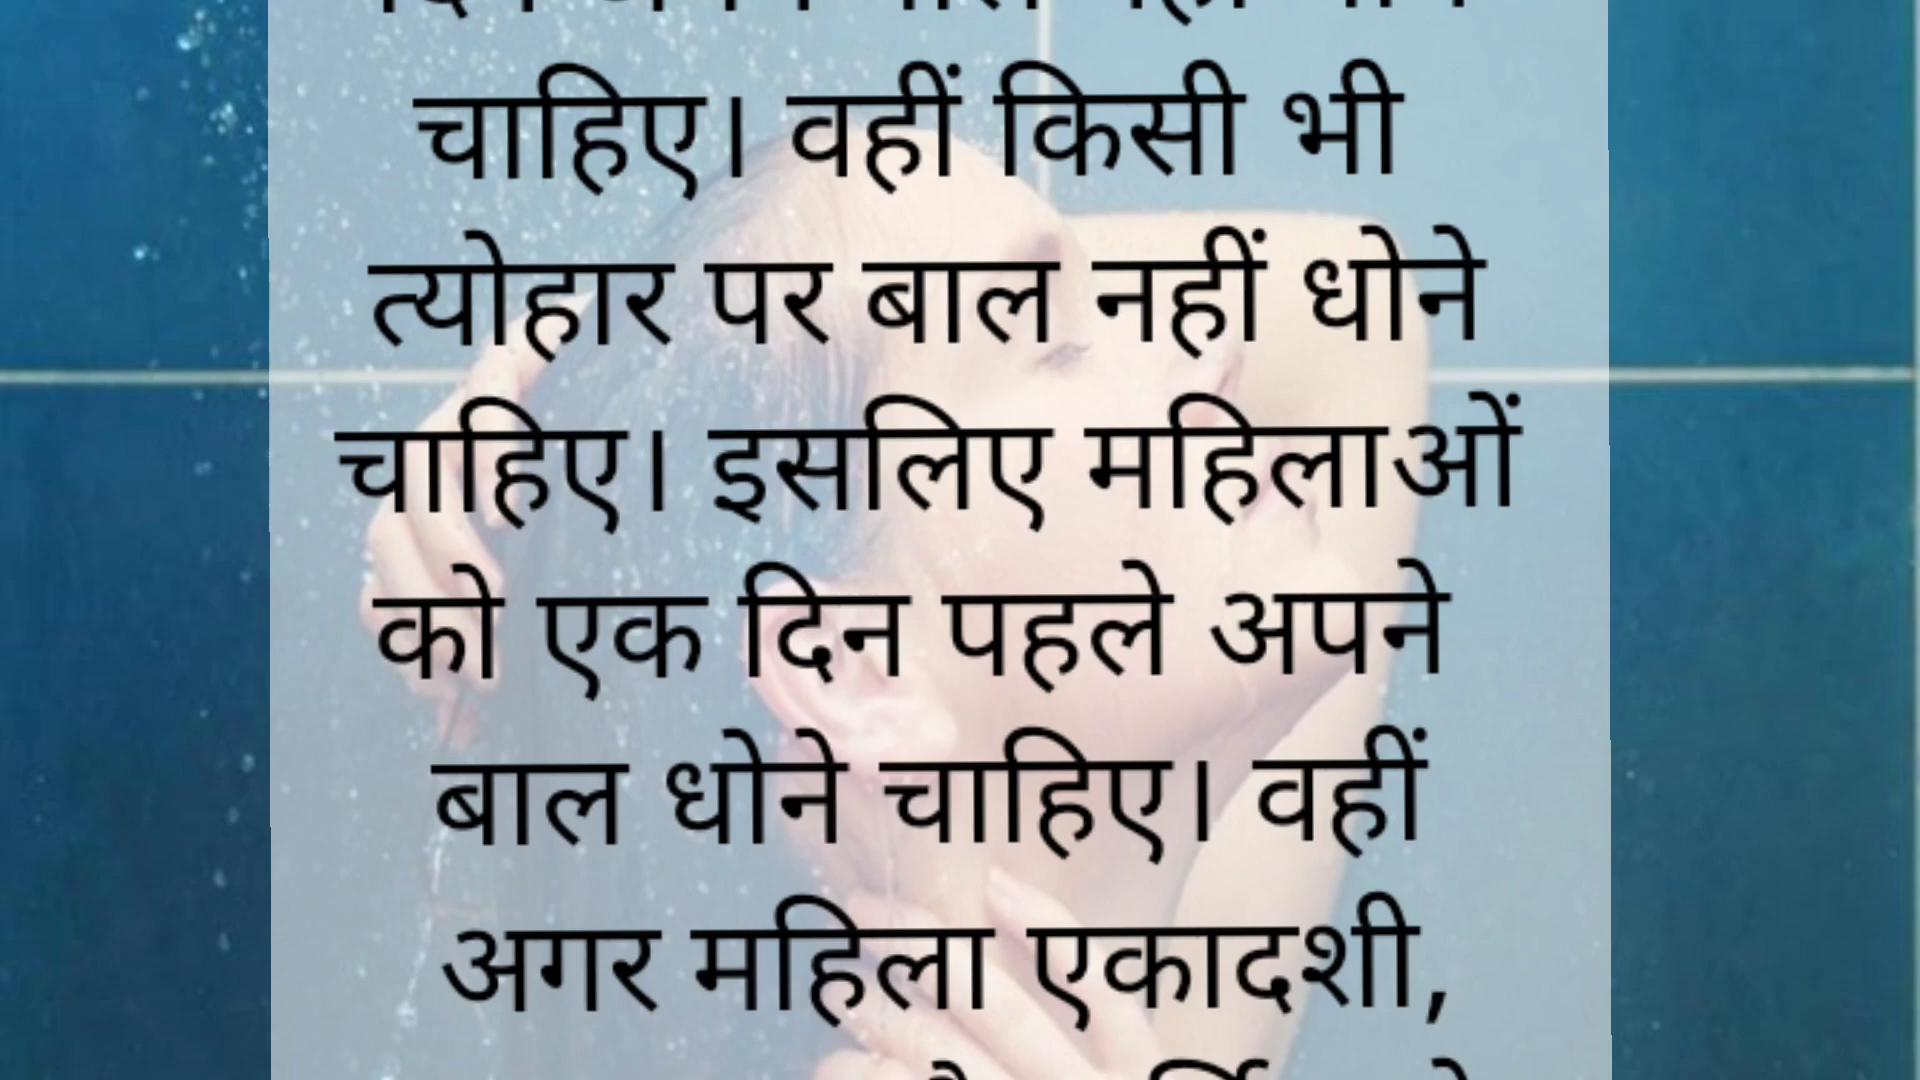 चाहिए। वहीं किसी भी
त्योहार पर बाल नहीं धोने
चाहिए। इसलिए महिलाओं
को एक दिन पहले अपने
बाल धोने चाहिए। वहीं
अगर महिला एकादशी,